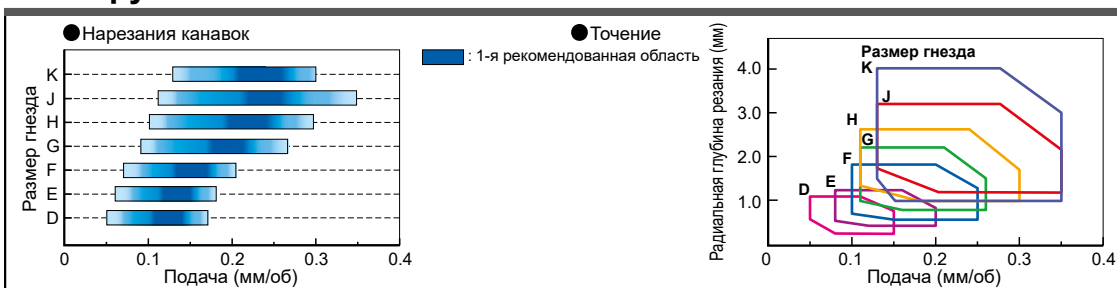 ●Нарезания канавок
Размер гнезда
K
J
H
G
F
E
D
0 0.1 0.2 0.3 0.4
Подача (мм/об)
●Точение
: 1-я рекомендованная область
Радиальная глубина резания (мм)
4.0
3.0
2.0
1.0
Размер гнезда
K
J
H
G
F
E
D
0 0.1 0.2 0.3 0.4
Подача (мм/об)